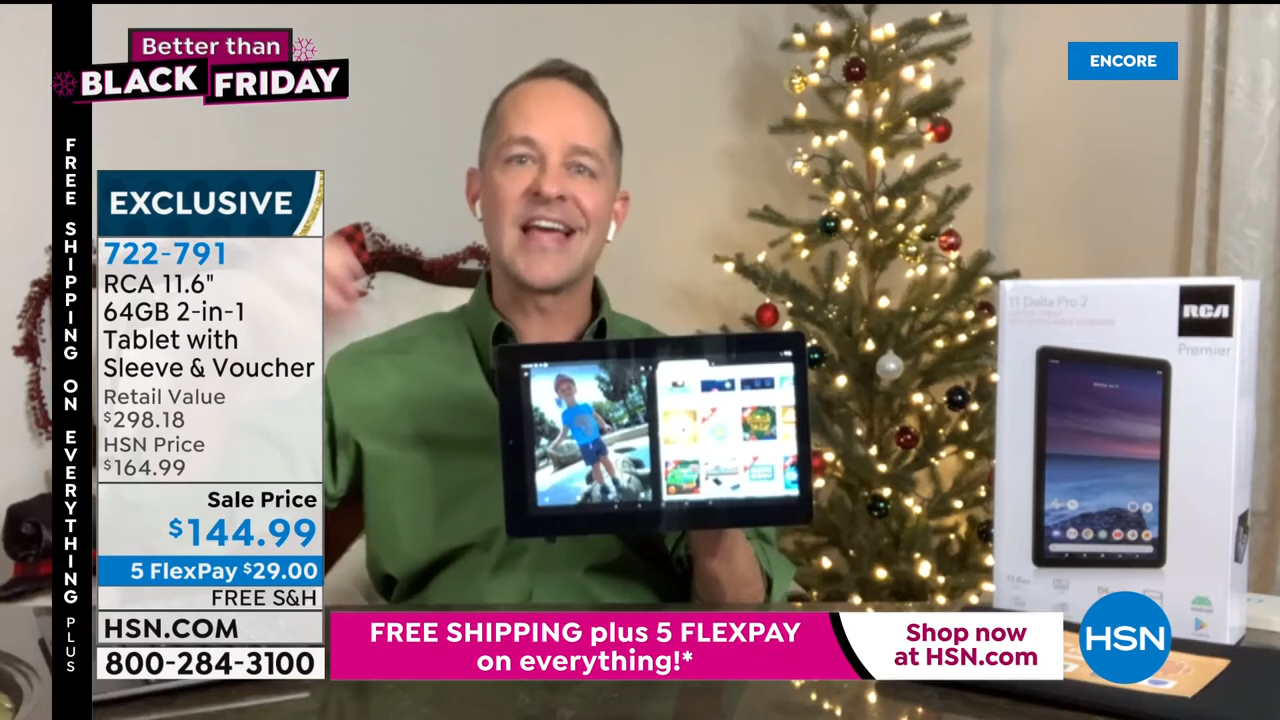 Better than
BLACK FRIDAY
ENCORE
FREE SHIPPING ON EVERYTHING PLUS
EXCLUSIVE
722-791
RCA 11.6"
64GB 2-in-1
Tablet with
Sleeve & Voucher
Retail Value
$298.18
HSN Price
$164.99
Sale Price
$144.99
5 FlexPay $29.00
FREE S&H
HSN.COM
800-284-3100
FREE SHIPPING plus 5 FLEXPAY
on everything!*
Shop now
at HSN.com
HSN
11 Delta Pro 2
RCA
Premier
android